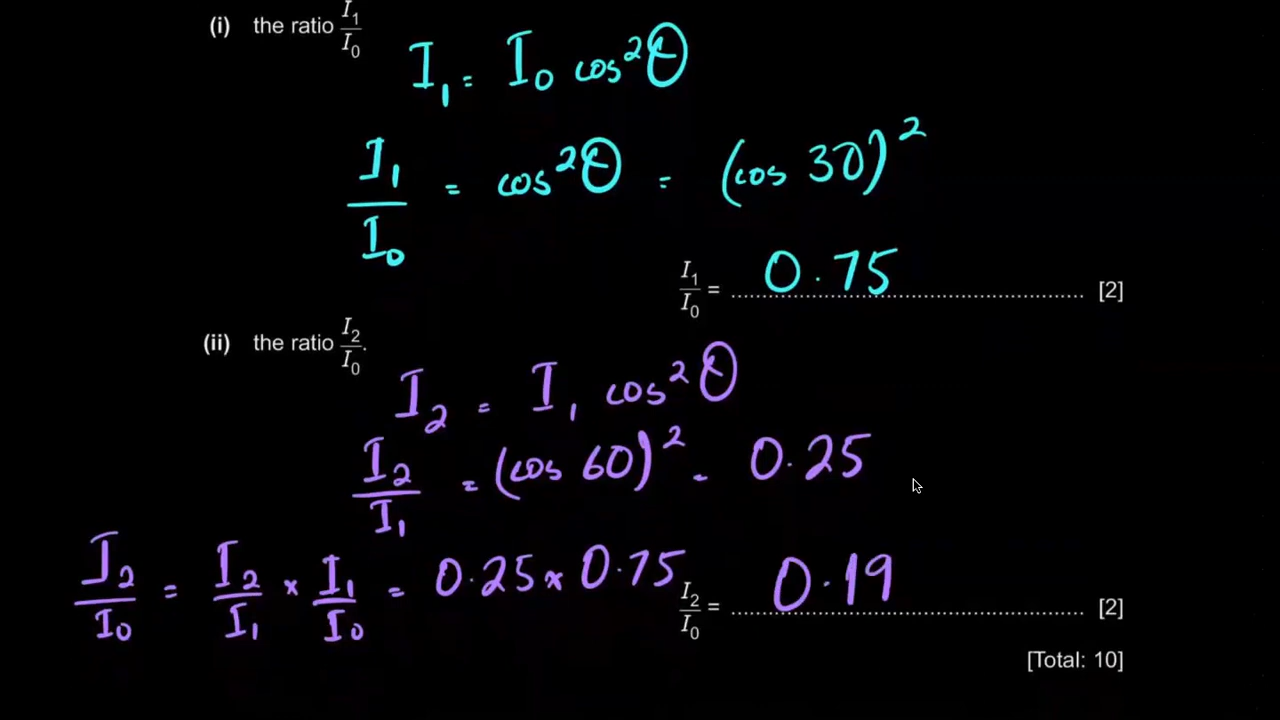 (i) the ratio I₁/I₀
I₁ = I₀ cos²θ
I₁/I₀ = cos²θ = (cos 30)²
I₁/I₀ = 0.75 [2]
(ii) the ratio I₂/I₀.
I₂ = I₁ cos²θ
I₂/I₁ = (cos 60)² = 0.25
I₂/I₀ = I₂/I₁ × I₁/I₀ = 0.25 × 0.75
I₂/I₀ = 0.19 [2]
[Total: 10]